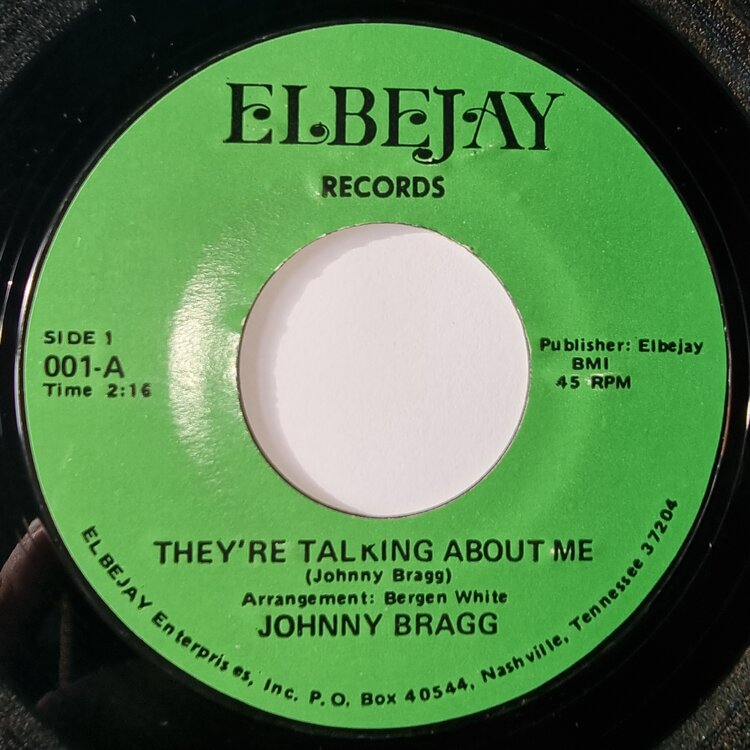 ELBEJAY
RECORDS
SIDE 1
001-A
Time 2:16
Publisher: Elbejay
BMI
45 RPM
THEY'RE TALKING ABOUT ME
(Johnny Bragg)
Arrangement: Bergen White
JOHNNY BRAGG
ELBEJAY Enterprises, Inc. P.O. Box 40544, Nashville, Tennessee 37204